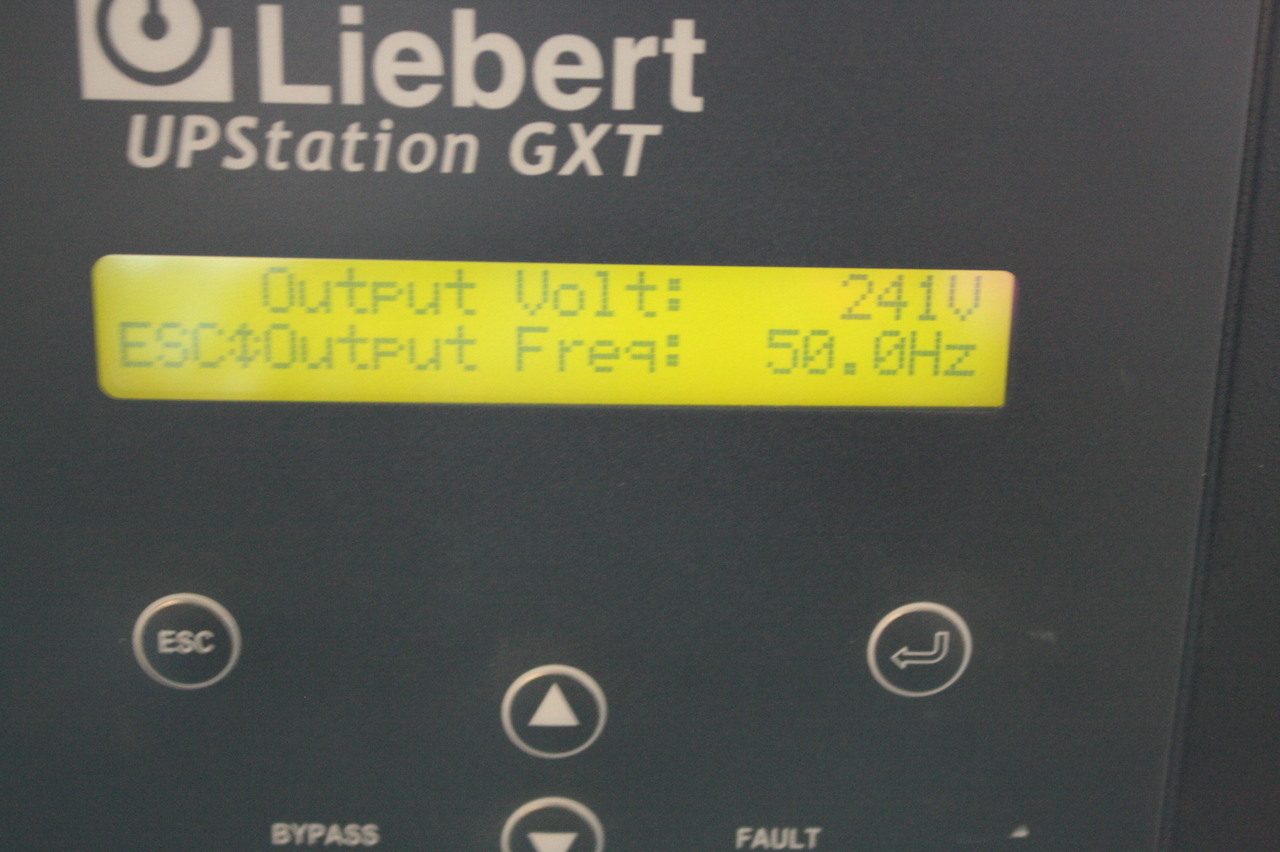 Liebert
UPStation GXT
Output Volt: 241V
ESC↕Output Freq: 50.0Hz
ESC
BYPASS
FAULT